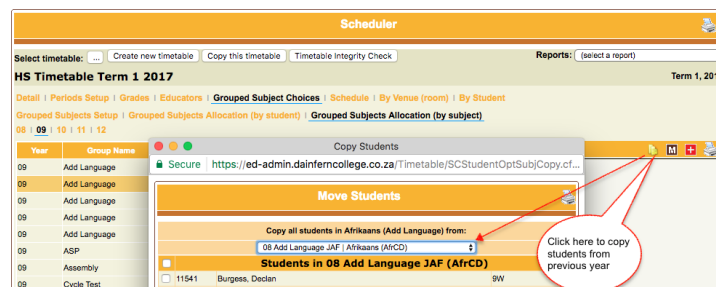 Scheduler
Select timetable: ... Create new timetable Copy this timetable Timetable Integrity Check Reports: (select a report)
HS Timetable Term 1 2017 Term 1, 201
Detail | Periods Setup | Grades | Educators | Grouped Subject Choices | Schedule | By Venue (room) | By Student
Grouped Subjects Setup | Grouped Subjects Allocation (by student) | Grouped Subjects Allocation (by subject)
08 | 09 | 10 | 11 | 12
Year Group Name M
09 Add Language
09 Add Language
09 Add Language
09 Add Language
09 Add Language
09 ASP
09 Assembly
09 Cycle Test
Copy Students
Secure https://ed-admin.dainferncollege.co.za/Timetable/SCStudentOptSubjCopy.cf...
Move Students
Copy all students in Afrikaans (Add Language) from:
08 Add Language JAF | Afrikaans (AfrCD)
Students in 08 Add Language JAF (AfrCD)
11541 Burgess, Declan 9W
Click here to copy
students from
previous year